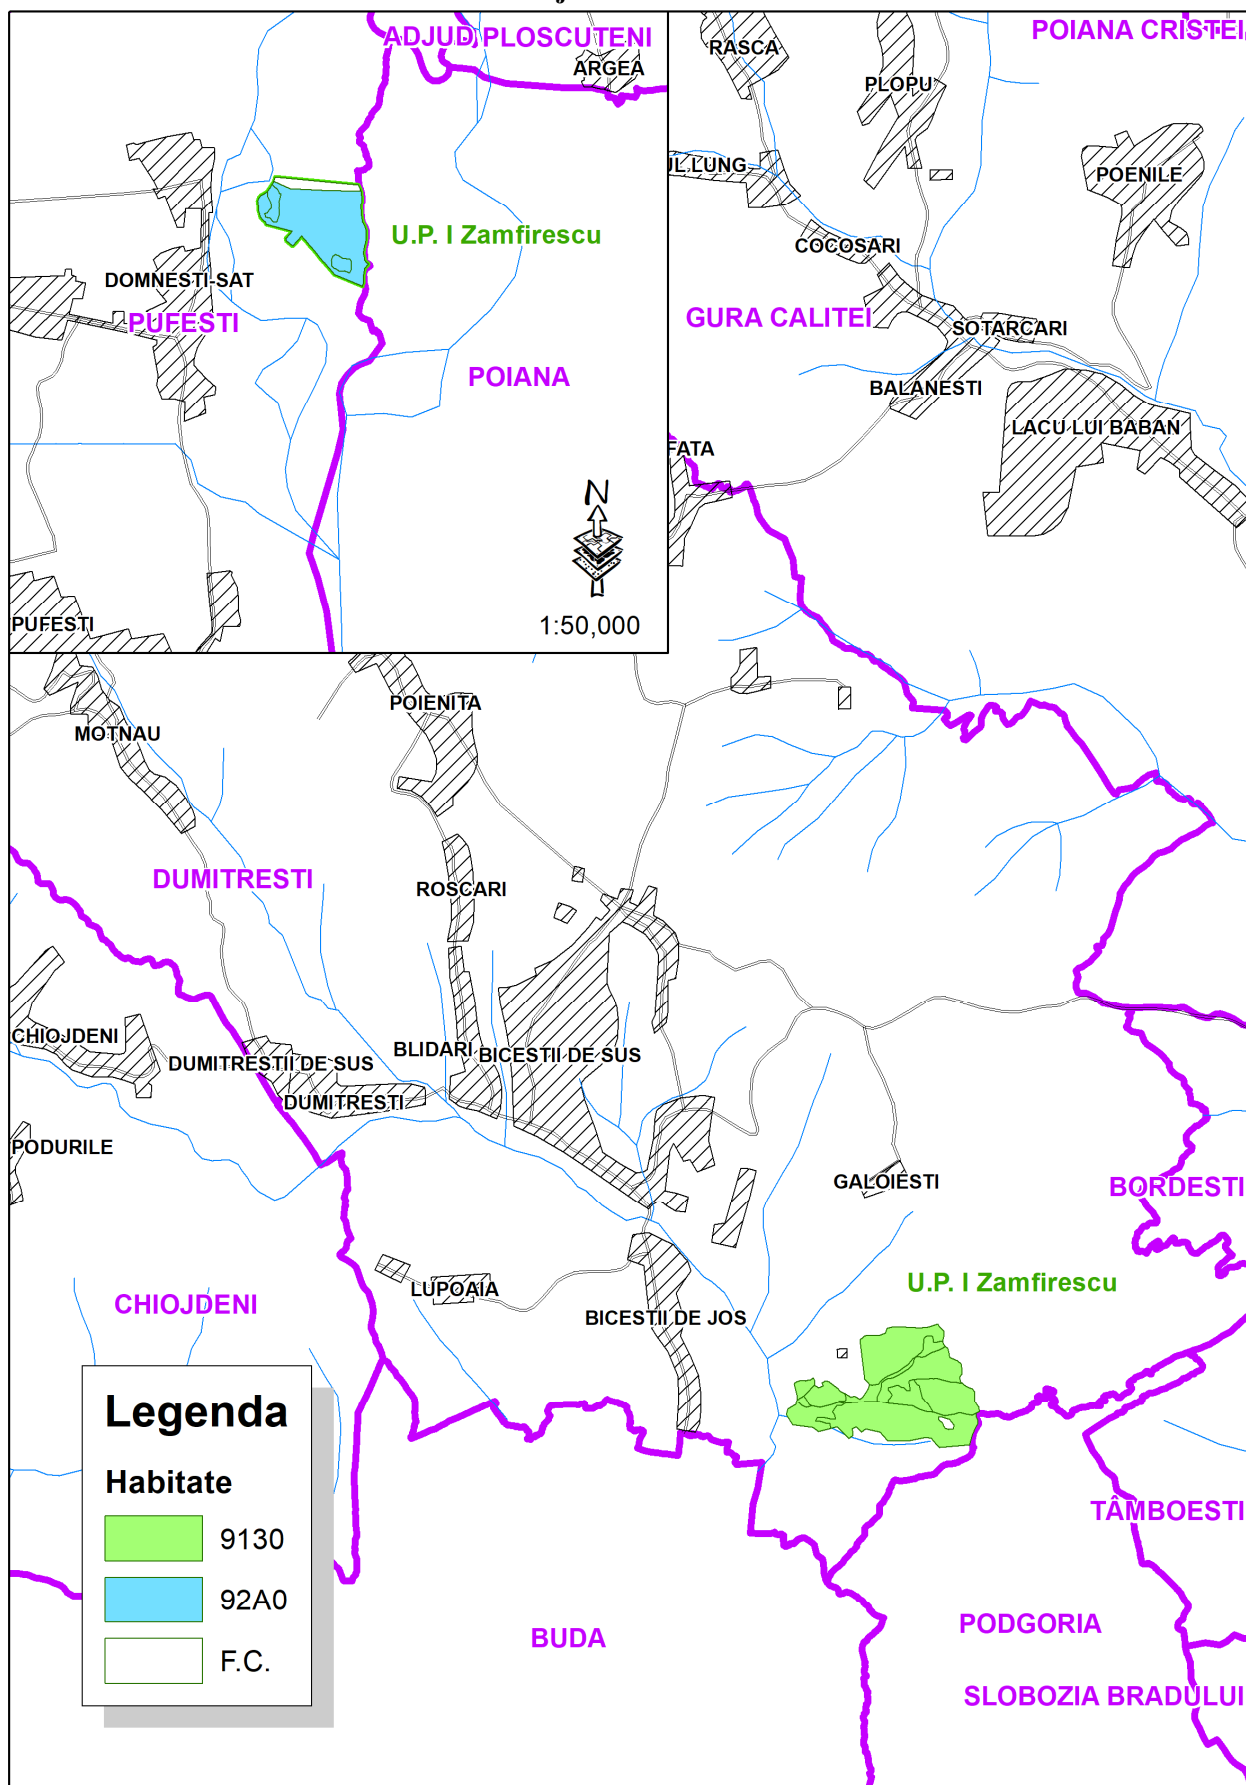 ADJUD
PLOSCUTENI
ARGEA
U.P. I Zamfirescu
DOMNESTI-SAT
PUFESTI
POIANA
N
1:50,000
PUFESTI
RASCA
PLOPU
POIANA CRISTEI
UL LUNG
POENILE
COCOSARI
GURA CALITEI
SOTARCARI
BALANESTI
LACU LUI BABAN
FATA
POIENITA
MOTNAU
DUMITRESTI
ROSCARI
CHIOJDENI
BLIDARI
BICESTII DE SUS
DUMITRESTII DE SUS
DUMITRESTI
PODURILE
GALOIESTI
BORDESTI
U.P. I Zamfirescu
LUPOAIA
CHIOJDENI
BICESTII DE JOS
Legenda
Habitate
9130
92A0
F.C.
TÂMBOESTI
BUDA
PODGORIA
SLOBOZIA BRADULUI